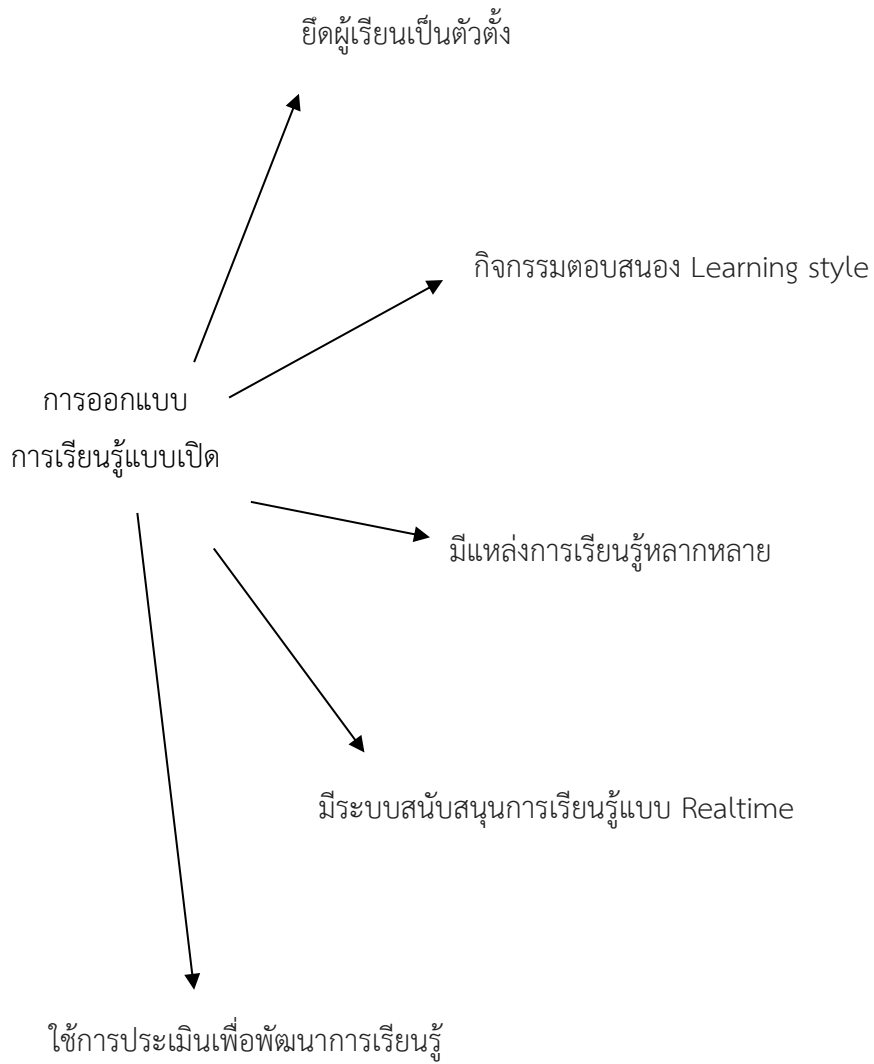 ยึดผู้เรียนเป็นตัวตั้ง
กิจกรรมตอบสนอง Learning style
การออกแบบ
การเรียนรู้แบบเปิด
มีแหล่งการเรียนรู้หลากหลาย
มีระบบสนับสนุนการเรียนรู้แบบ Realtime
ใช้การประเมินเพื่อพัฒนาการเรียนรู้